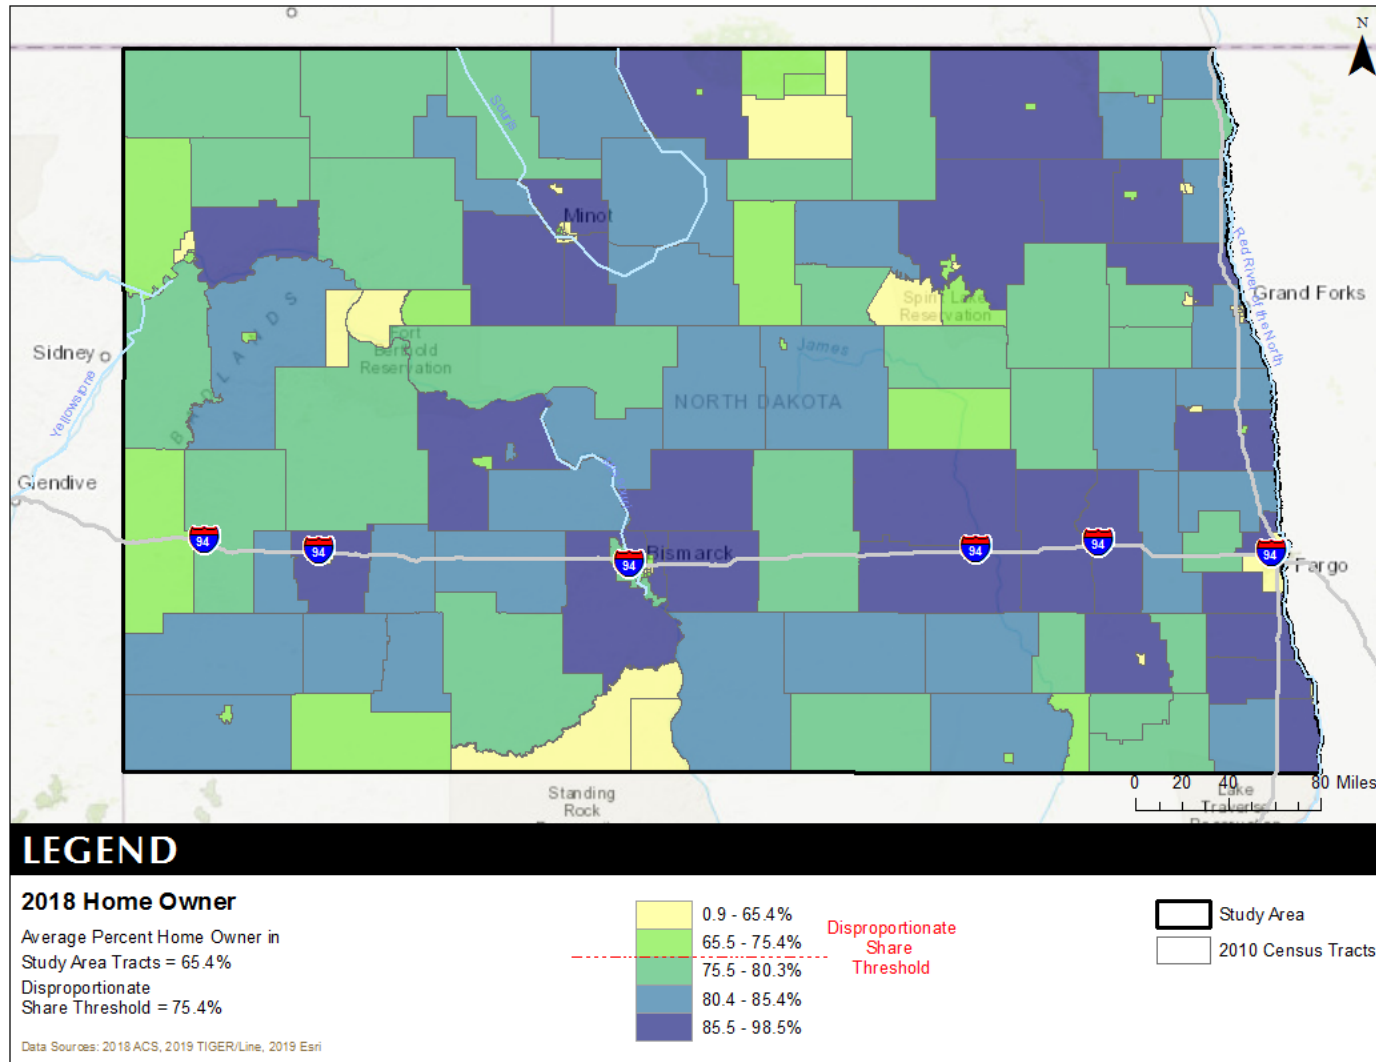 N
Souris
Minot
Red River of the North
Grand Forks
Spirit Lake
Reservation
BADLANDS
Fort
Berthold
Reservation
Sidney
James
Yellowstone
NORTH DAKOTA
Glendive
94
94
94
94
94
94
Bismarck
Fargo
0 20 40 80 Miles
Standing
Rock
Lake
Traverse
LEGEND
2018 Home Owner
Average Percent Home Owner in
Study Area Tracts = 65.4%
Disproportionate
Share Threshold = 75.4%
Data Sources: 2018 ACS, 2019 TIGER/Line, 2019 Esri
0.9 - 65.4%
65.5 - 75.4%
75.5 - 80.3%
80.4 - 85.4%
85.5 - 98.5%
Disproportionate
Share
Threshold
Study Area
2010 Census Tracts